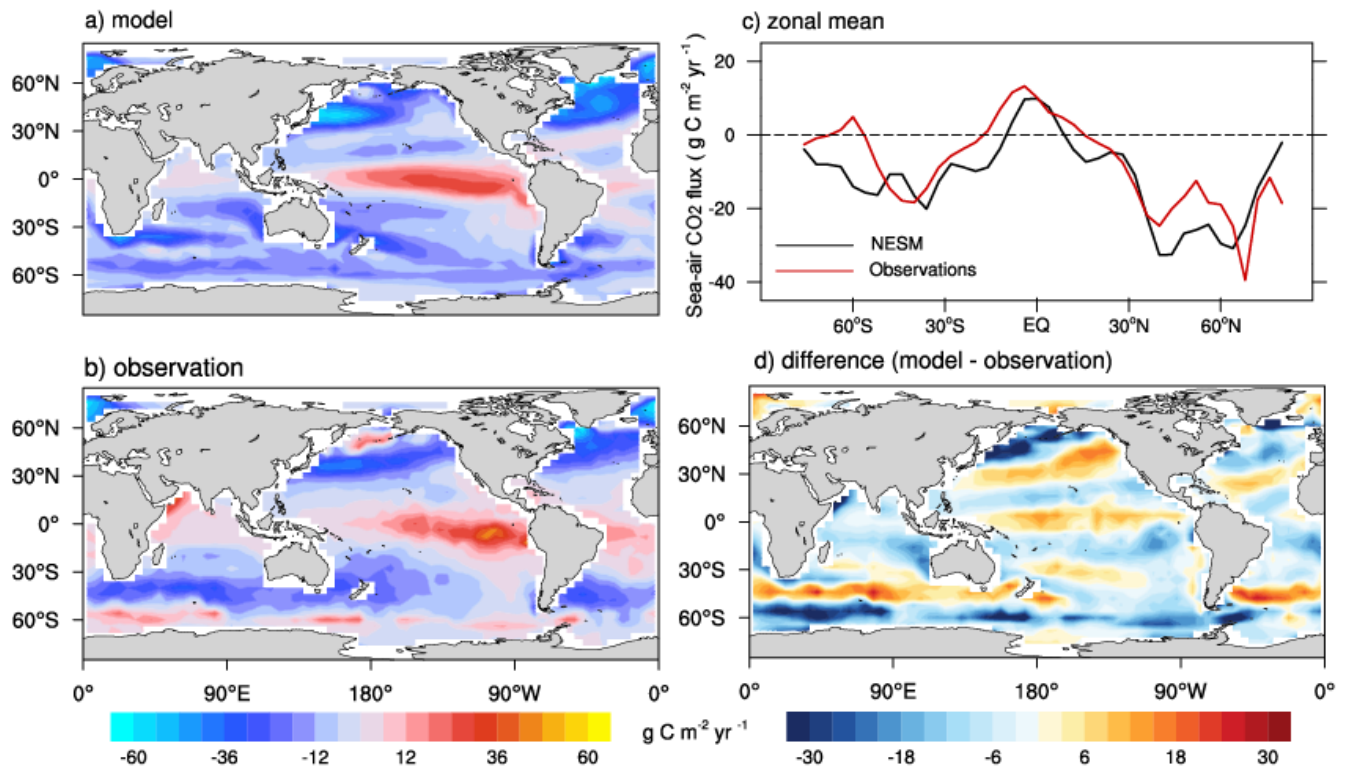 a) model
60°N
30°N
0°
30°S
60°S
c) zonal mean
Sea-air CO2 flux ( g C m-2 yr -1 )
20
0
-20
-40
NESM
Observations
60°S 30°S EQ 30°N 60°N
b) observation
60°N
30°N
0°
30°S
60°S
0° 90°E 180° 90°W 0°
-60 -36 -12 12 36 60
g C m-2 yr -1
d) difference (model - observation)
60°N
30°N
0°
30°S
60°S
0° 90°E 180° 90°W 0°
-30 -18 -6 6 18 30